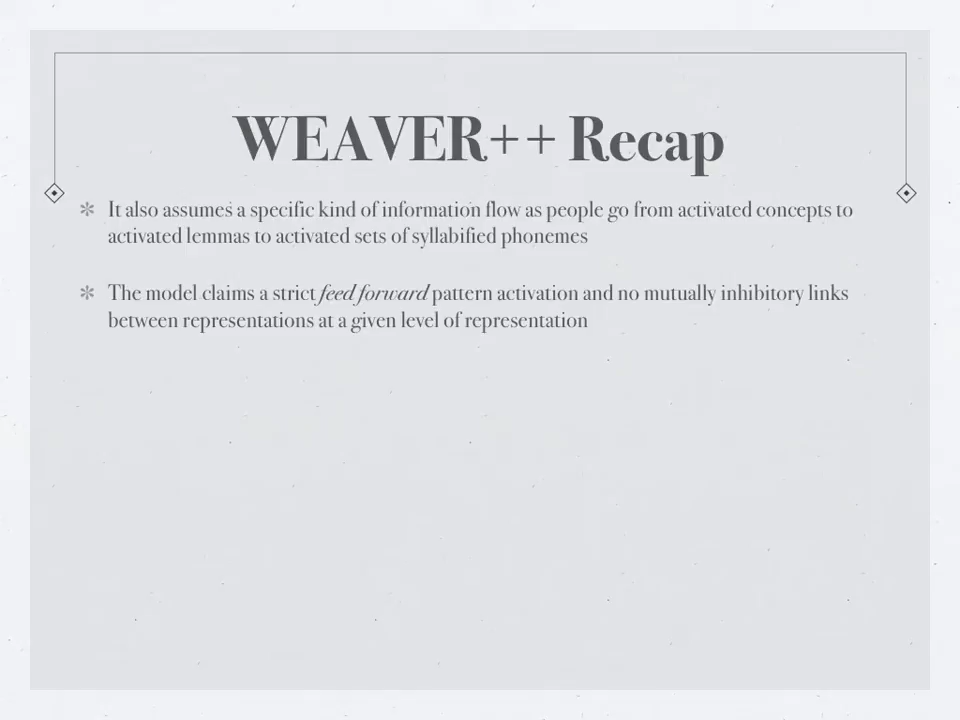 WEAVER++ Recap
It also assumes a specific kind of information flow as people go from activated concepts to
activated lemmas to activated sets of syllabified phonemes
The model claims a strict feed forward pattern activation and no mutually inhibitory links
between representations at a given level of representation